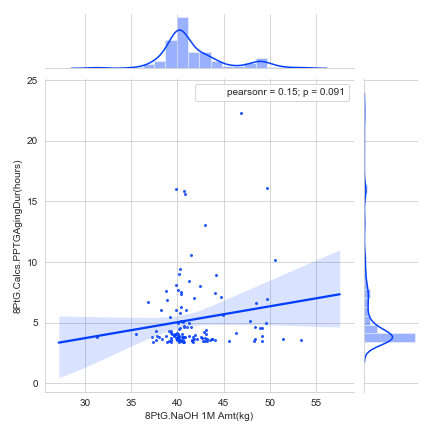 25
pearsonr = 0.15; p = 0.091
20
15
10
5
0
8PtG.Calcs.PPTGAgingDur(hours)
30 35 40 45 50 55
8PtG.NaOH 1M Amt(kg)